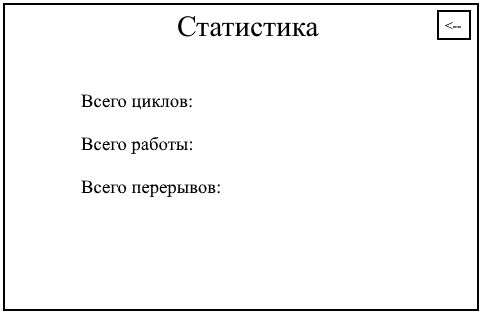 Статистика
<--
Всего циклов:
Всего работы:
Всего перерывов: